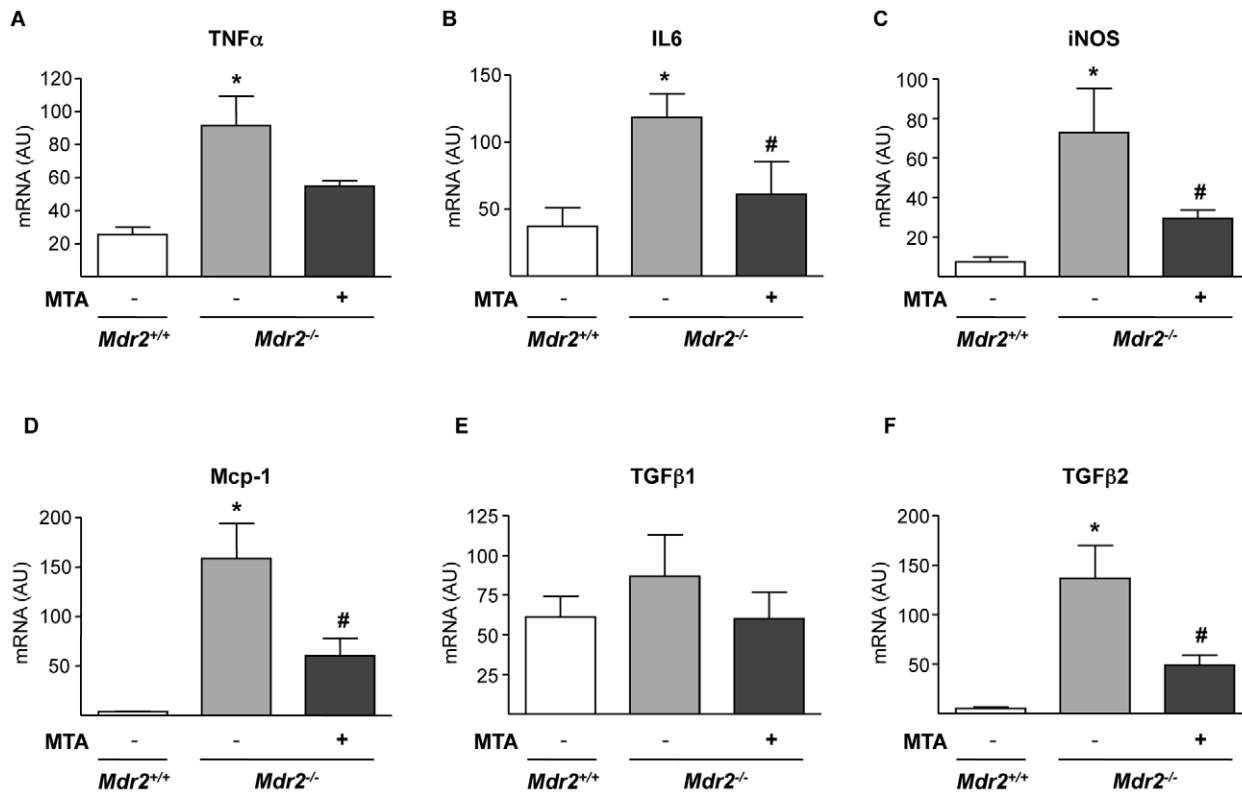 A
TNFα
mRNA (AU)
120
100
80
60
40
20
*
MTA - - +
Mdr2+/+ Mdr2-/-
B
IL6
mRNA (AU)
150
100
50
*
#
MTA - - +
Mdr2+/+ Mdr2-/-
C
iNOS
mRNA (AU)
100
80
60
40
20
*
#
MTA - - +
Mdr2+/+ Mdr2-/-
D
Mcp-1
mRNA (AU)
200
150
100
50
*
#
MTA - - +
Mdr2+/+ Mdr2-/-
E
TGFβ1
mRNA (AU)
125
100
75
50
25
MTA - - +
Mdr2+/+ Mdr2-/-
F
TGFβ2
mRNA (AU)
200
150
100
50
*
#
MTA - - +
Mdr2+/+ Mdr2-/-